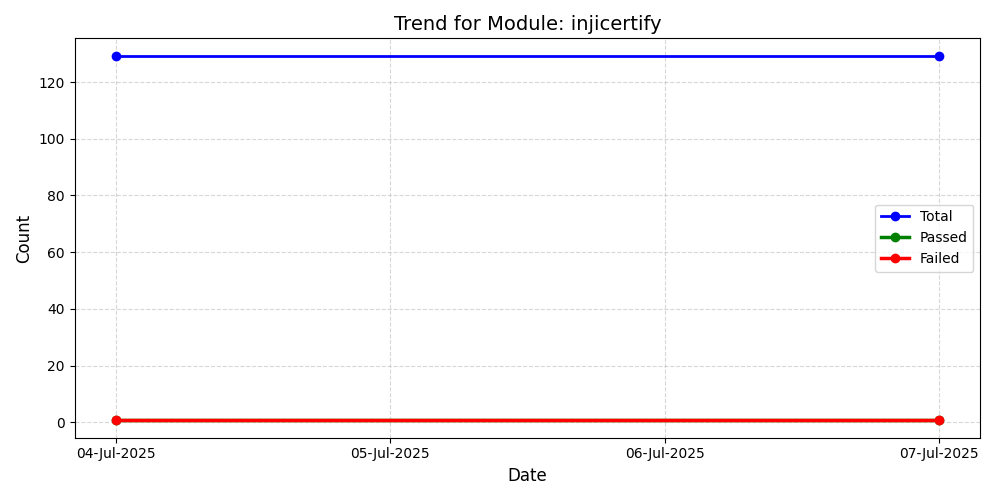 Trend for Module: injicertify
Count
120
100
80
60
40
20
0
Total
Passed
Failed
04-Jul-2025
05-Jul-2025
06-Jul-2025
07-Jul-2025
Date